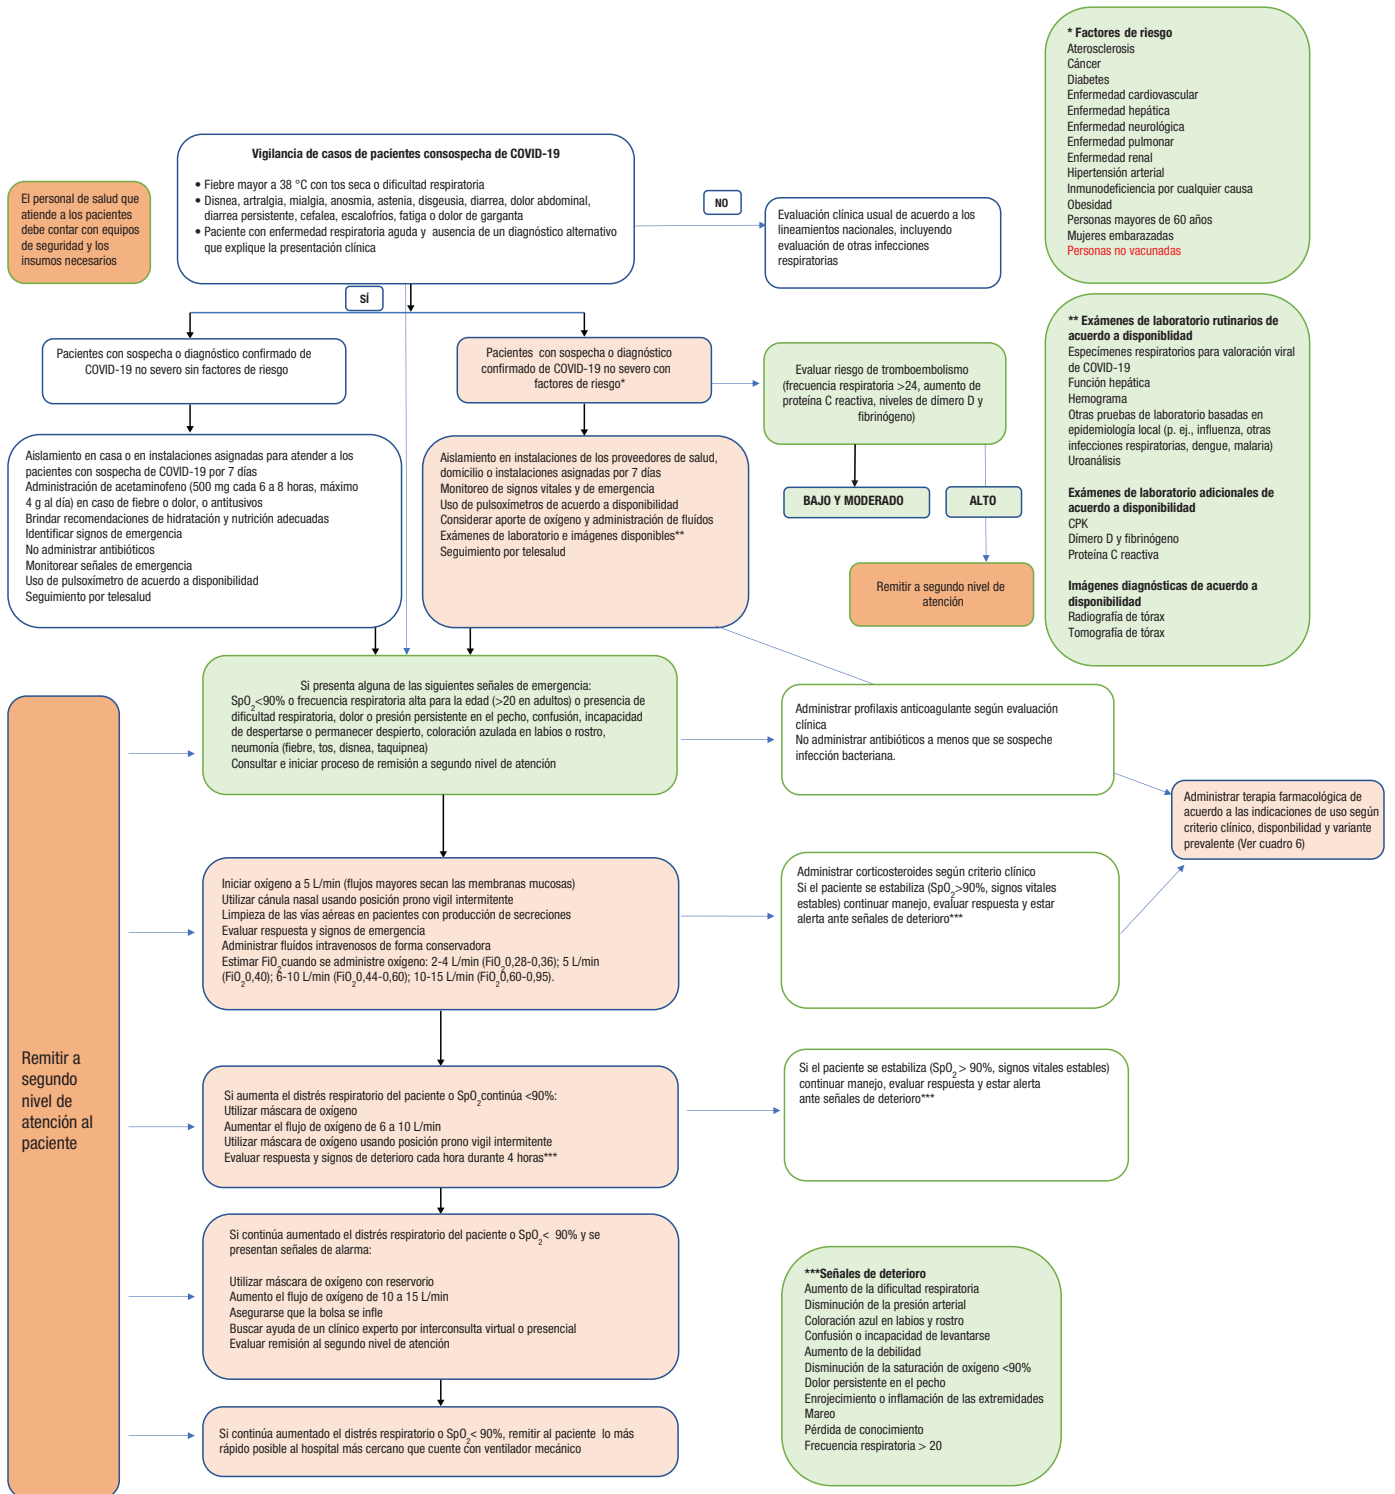 * Factores de riesgo
Aterosclerosis
Cáncer
Diabetes
Enfermedad cardiovascular
Enfermedad hepática
Enfermedad neurológica
Enfermedad pulmonar
Enfermedad renal
Hipertensión arterial
Inmunodeficiencia por cualquier causa
Obesidad
Personas mayores de 60 años
Mujeres embarazadas
Personas no vacunadas
Vigilancia de casos de pacientes consospecha de COVID-19
• Fiebre mayor a 38 °C con tos seca o dificultad respiratoria
• Disnea, artralgia, mialgia, anosmia, astenia, disgeusia, diarrea, dolor abdominal,
diarrea persistente, cefalea, escalofríos, fatiga o dolor de garganta
• Paciente con enfermedad respiratoria aguda y ausencia de un diagnóstico alternativo
que explique la presentación clínica
El personal de salud que
atiende a los pacientes
debe contar con equipos
de seguridad y los
insumos necesarios
NO
Evaluación clínica usual de acuerdo a los
lineamientos nacionales, incluyendo
evaluación de otras infecciones
respiratorias
SÍ
Pacientes con sospecha o diagnóstico confirmado de
COVID-19 no severo sin factores de riesgo
Pacientes con sospecha o diagnóstico
confirmado de COVID-19 no severo con
factores de riesgo*
Evaluar riesgo de tromboembolismo
(frecuencia respiratoria >24, aumento de
proteína C reactiva, niveles de dímero D y
fibrinógeno)
** Exámenes de laboratorio rutinarios de
acuerdo a disponiblidad
Especímenes respiratorios para valoración viral
de COVID-19
Función hepática
Hemograma
Otras pruebas de laboratorio basadas en
epidemiología local (p. ej., influenza, otras
infecciones respiratorias, dengue, malaria)
Uroanálisis
Exámenes de laboratorio adicionales de
acuerdo a disponibilidad
CPK
Dímero D y fibrinógeno
Proteína C reactiva
Imágenes diagnósticas de acuerdo a
disponibilidad
Radiografía de tórax
Tomografía de tórax
Aislamiento en casa o en instalaciones asignadas para atender a los
pacientes con sospecha de COVID-19 por 7 días
Administración de acetaminofeno (500 mg cada 6 a 8 horas, máximo
4 g al día) en caso de fiebre o dolor, o antitusivos
Brindar recomendaciones de hidratación y nutrición adecuadas
Identificar signos de emergencia
No administrar antibióticos
Monitorear señales de emergencia
Uso de pulsoxímetro de acuerdo a disponibilidad
Seguimiento por telesalud
Aislamiento en instalaciones de los proveedores de salud,
domicilio o instalaciones asignadas por 7 días
Monitoreo de signos vitales y de emergencia
Uso de pulsoxímetros de acuerdo a disponibilidad
Considerar aporte de oxígeno y administración de fluídos
Exámenes de laboratorio e imágenes disponibles**
Seguimiento por telesalud
BAJO Y MODERADO
ALTO
Remitir a segundo nivel de
atención
Si presenta alguna de las siguientes señales de emergencia:
SpO2<90% o frecuencia respiratoria alta para la edad (>20 en adultos) o presencia de
dificultad respiratoria, dolor o presión persistente en el pecho, confusión, incapacidad
de despertarse o permanecer despierto, coloración azulada en labios o rostro,
neumonía (fiebre, tos, disnea, taquipnea)
Consultar e iniciar proceso de remisión a segundo nivel de atención
Administrar profilaxis anticoagulante según evaluación
clínica
No administrar antibióticos a menos que se sospeche
infección bacteriana.
Administrar terapia farmacológica de
acuerdo a las indicaciones de uso según
criterio clínico, disponbilidad y variante
prevalente (Ver cuadro 6)
Iniciar oxígeno a 5 L/min (flujos mayores secan las membranas mucosas)
Utilizar cánula nasal usando posición prono vigil intermitente
Limpieza de las vías aéreas en pacientes con producción de secreciones
Evaluar respuesta y signos de emergencia
Administrar fluídos intravenosos de forma conservadora
Estimar FiO2cuando se administre oxígeno: 2-4 L/min (FiO20,28-0,36); 5 L/min
(FiO20,40); 6-10 L/min (FiO20,44-0,60); 10-15 L/min (FiO20,60-0,95).
Administrar corticosteroides según criterio clínico
Si el paciente se estabiliza (SpO2>90%, signos vitales
estables) continuar manejo, evaluar respuesta y estar
alerta ante señales de deterioro***
Remitir a
segundo
nivel de
atención al
paciente
Si aumenta el distrés respiratorio del paciente o SpO2continúa <90%:
Utilizar máscara de oxígeno
Aumentar el flujo de oxígeno de 6 a 10 L/min
Utilizar máscara de oxígeno usando posición prono vigil intermitente
Evaluar respuesta y signos de deterioro cada hora durante 4 horas***
Si el paciente se estabiliza (SpO2 > 90%, signos vitales estables)
continuar manejo, evaluar respuesta y estar alerta
ante señales de deterioro***
Si continúa aumentado el distrés respiratorio del paciente o SpO2< 90% y se
presentan señales de alarma:
Utilizar máscara de oxígeno con reservorio
Aumento el flujo de oxígeno de 10 a 15 L/min
Asegurarse que la bolsa se infle
Buscar ayuda de un clínico experto por interconsulta virtual o presencial
Evaluar remisión al segundo nivel de atención
***Señales de deterioro
Aumento de la dificultad respiratoria
Disminución de la presión arterial
Coloración azul en labios y rostro
Confusión o incapacidad de levantarse
Aumento de la debilidad
Disminución de la saturación de oxígeno <90%
Dolor persistente en el pecho
Enrojecimiento o inflamación de las extremidades
Mareo
Pérdida de conocimiento
Frecuencia respiratoria > 20
Si continúa aumentado el distrés respiratorio o SpO2< 90%, remitir al paciente lo más
rápido posible al hospital más cercano que cuente con ventilador mecánico